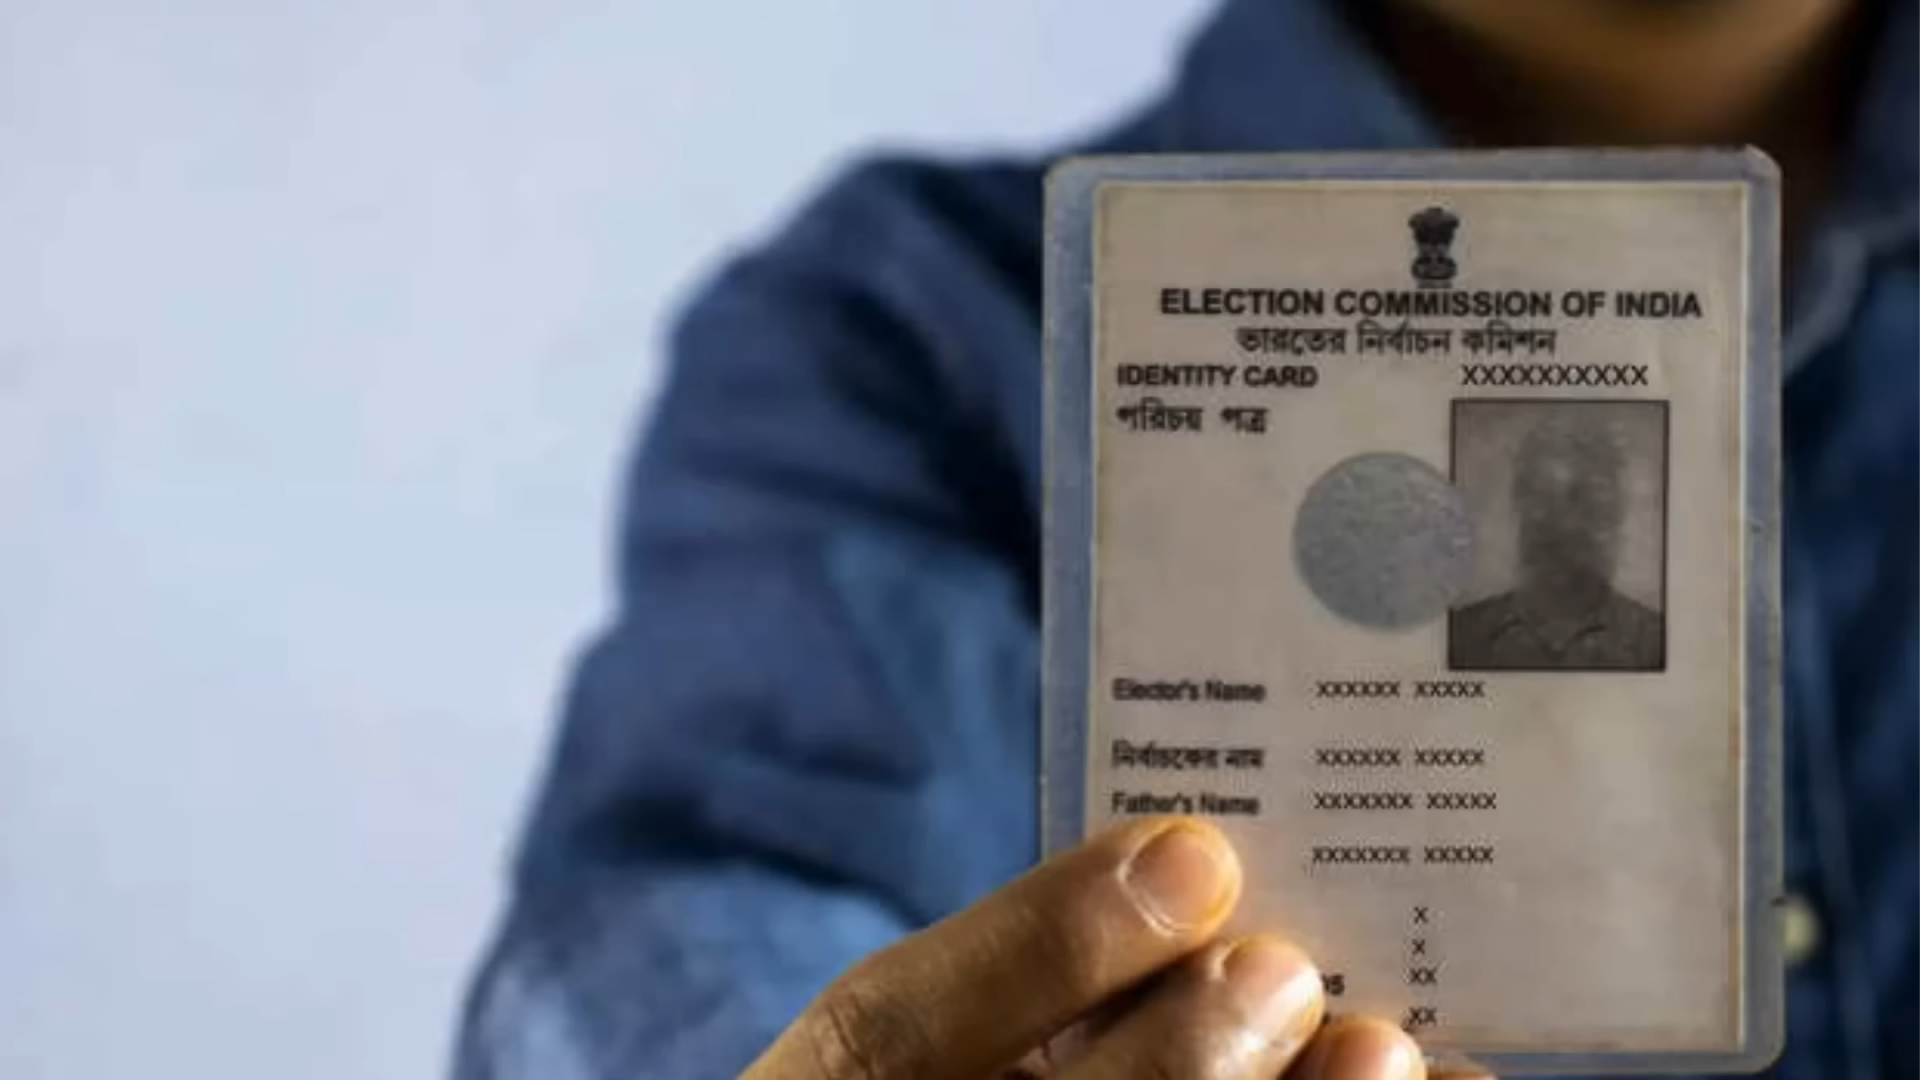 ELECTION COMMISSION OF INDIA
ভারতের নির্বাচন কমিশন
IDENTITY CARD XXXXXXXXXX
পরিচয় পত্র
Elector's Name XXXXXX XXXXX
নির্বাচকের নাম XXXXXX XXXXX
Father's Name XXXXXXX XXXXX
XXXXXXX XXXXX
X
X
XX
XX